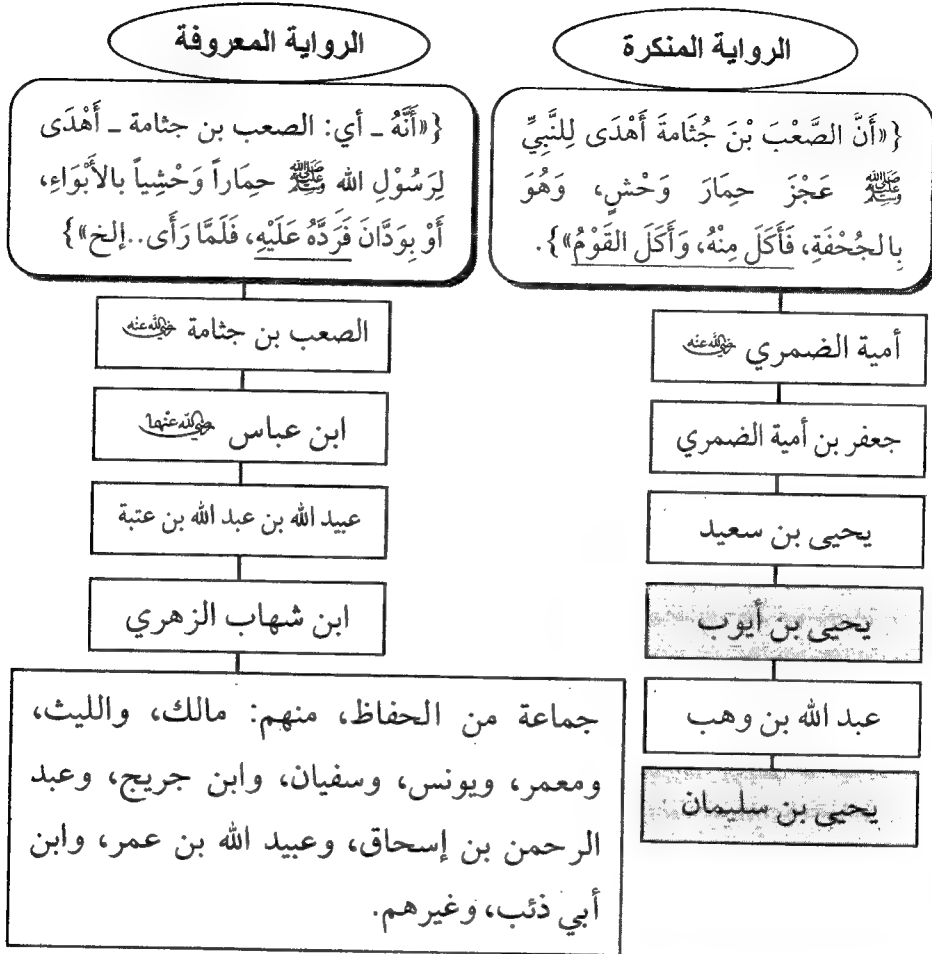 الرواية المنكرة
{«أَنَّ الصَّعْبَ بْنَ جُثَامَةَ أَهْدَى لِلنَّبِيِّ
ﷺ عَجْزَ حِمَارَ وَحْشٍ، وَهُوَ
بِالجُحْفَةِ، فَأَكَلَ مِنْهُ، وَأَكَلَ القَوْمُ»}.
أمية الضمري رضي الله عنه
جعفر بن أمية الضمري
يحيى بن سعيد
يحيى بن أيوب
عبد الله بن وهب
يحيى بن سليمان
الرواية المعروفة
{«أَنَّهُ ـ أي: الصعب بن جثامة ـ أَهْدَى
لِرَسُوْلِ الله ﷺ حِمَاراً وَحْشِياً بالأَبْوَاءِ،
أَوْ بِوَدَّانَ فَرَدَّهُ عَلَيْهِ، فَلَمَّا رَأَى..إلخ»}
الصعب بن جثامة رضي الله عنه
ابن عباس رضي الله عنهما
عبيد الله بن عبد الله بن عتبة
ابن شهاب الزهري
جماعة من الحفاظ، منهم: مالك، والليث،
ومعمر، ويونس، وسفيان، وابن جريج، وعبد
الرحمن بن إسحاق، وعبيد الله بن عمر، وابن
أبي ذئب، وغيرهم.